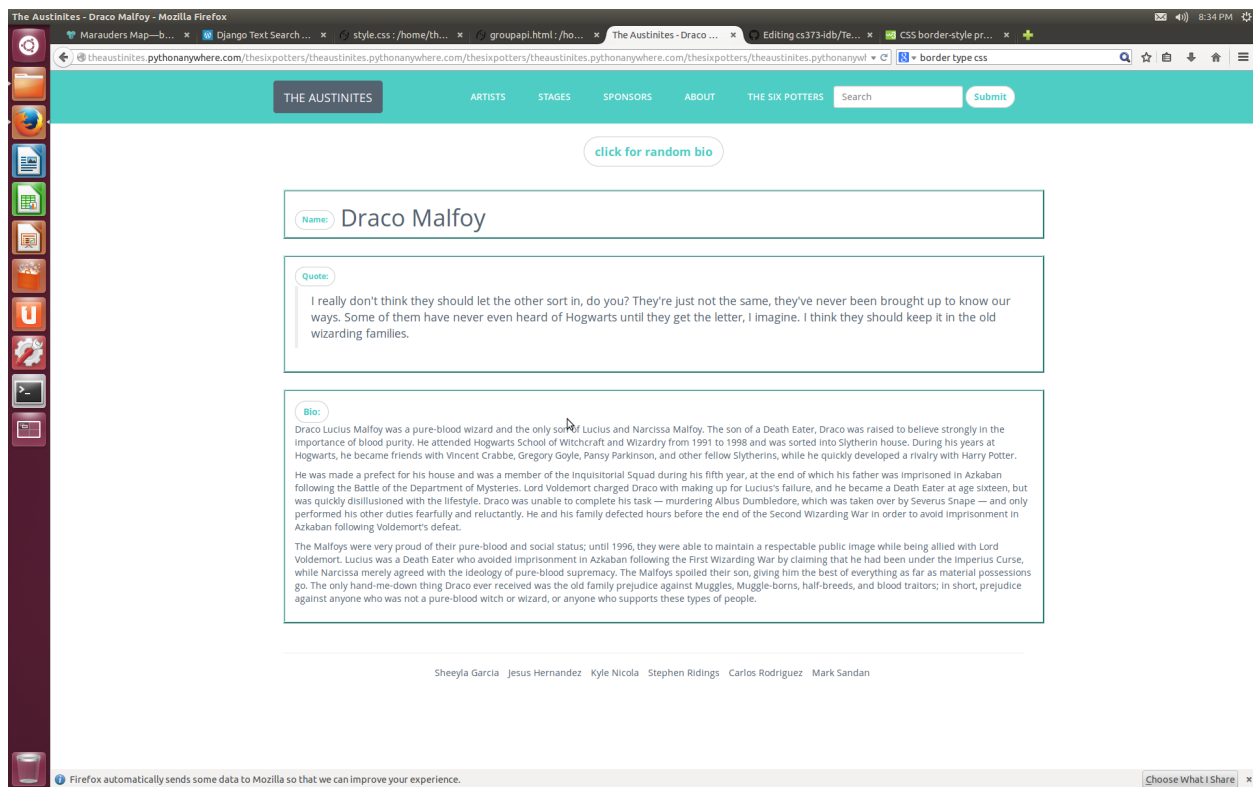 The Austinites - Draco Malfoy - Mozilla Firefox
8:34 PM
Marauders Map—b... × Django Text Search ... × style.css : /home/th... × groupapi.html : /ho... × The Austinites - Draco ... × Editing cs373-idb/Te... × CSS border-style pr... ×
theaustinites.pythonanywhere.com/thesixpotters/theaustinites.pythonanywhere.com/thesixpotters/theaustinites.pythonanywhere.com/thesixpotters/theaustinites.pythonanywl
border type css
THE AUSTINITES ARTISTS STAGES SPONSORS ABOUT THE SIX POTTERS Search Submit
click for random bio
Name: Draco Malfoy
Quote:
I really don't think they should let the other sort in, do you? They're just not the same, they've never been brought up to know our
ways. Some of them have never even heard of Hogwarts until they get the letter, I imagine. I think they should keep it in the old
wizarding families.
Bio:
Draco Lucius Malfoy was a pure-blood wizard and the only son of Lucius and Narcissa Malfoy. The son of a Death Eater, Draco was raised to believe strongly in the
importance of blood purity. He attended Hogwarts School of Witchcraft and Wizardry from 1991 to 1998 and was sorted into Slytherin house. During his years at
Hogwarts, he became friends with Vincent Crabbe, Gregory Goyle, Pansy Parkinson, and other fellow Slytherins, while he quickly developed a rivalry with Harry Potter.
He was made a prefect for his house and was a member of the Inquisitorial Squad during his fifth year, at the end of which his father was imprisoned in Azkaban
following the Battle of the Department of Mysteries. Lord Voldemort charged Draco with making up for Lucius's failure, and he became a Death Eater at age sixteen, but
was quickly disillusioned with the lifestyle. Draco was unable to complete his task — murdering Albus Dumbledore, which was taken over by Severus Snape — and only
performed his other duties fearfully and reluctantly. He and his family defected hours before the end of the Second Wizarding War in order to avoid imprisonment in
Azkaban following Voldemort's defeat.
The Malfoys were very proud of their pure-blood and social status; until 1996, they were able to maintain a respectable public image while being allied with Lord
Voldemort. Lucius was a Death Eater who avoided imprisonment in Azkaban following the First Wizarding War by claiming that he had been under the Imperius Curse,
while Narcissa merely agreed with the ideology of pure-blood supremacy. The Malfoys spoiled their son, giving him the best of everything as far as material possessions
go. The only hand-me-down thing Draco ever received was the old family prejudice against Muggles, Muggle-borns, half-breeds, and blood traitors; in short, prejudice
against anyone who was not a pure-blood witch or wizard, or anyone who supports these types of people.
Sheeyla Garcia Jesus Hernandez Kyle Nicola Stephen Ridings Carlos Rodriguez Mark Sandan
Firefox automatically sends some data to Mozilla so that we can improve your experience.
Choose What I Share ×